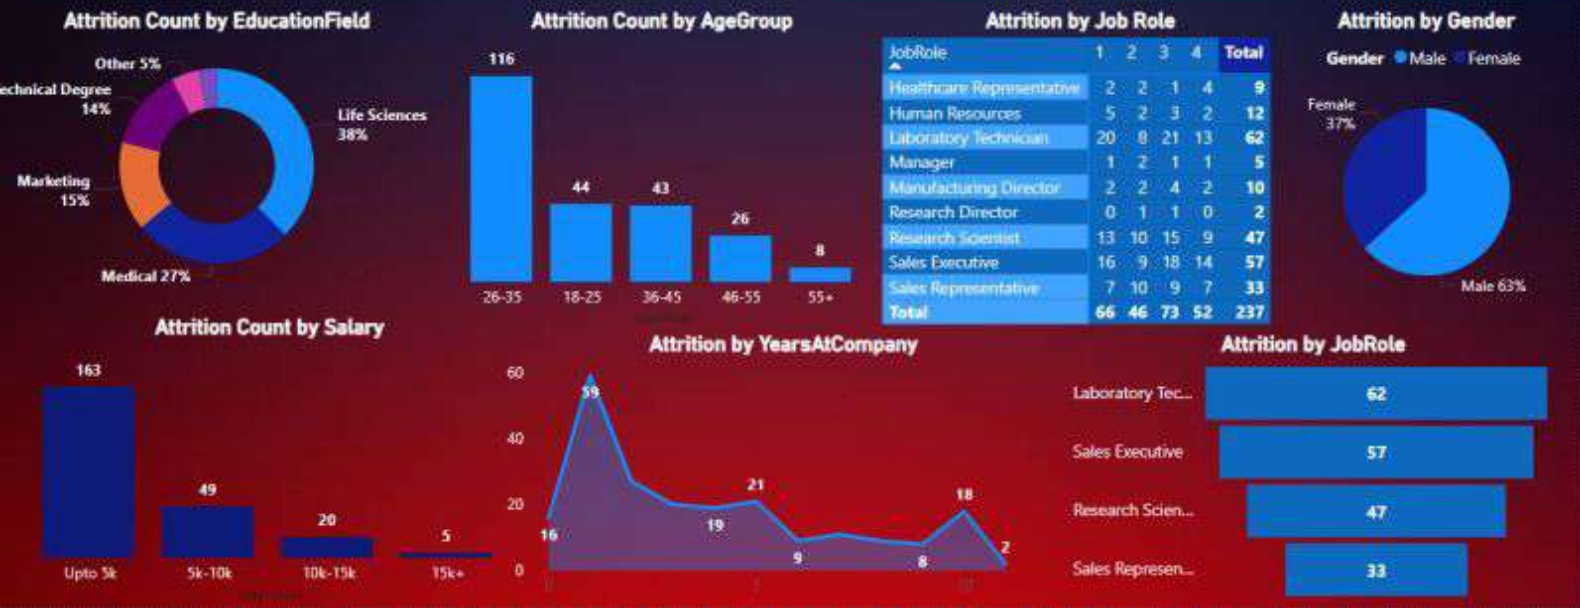 Attrition Count by EducationField
Other 5%
echnical Degree
14%
Life Sciences
38%
Marketing
15%
Medical 27%
Attrition Count by AgeGroup
116
44
43
26
8
26-35 18-25 36-45 46-55 55+
Attrition by Job Role
JobRole 1 2 3 4 Total
Healthcare Representative 2 2 1 4 9
Human Resources 5 2 3 2 12
Laboratory Technician 20 8 21 13 62
Manager 1 2 1 1 5
Manufacturing Director 2 2 4 2 10
Research Director 0 1 1 0 2
Research Scientist 13 10 15 9 47
Sales Executive 16 9 18 14 57
Sales Representative 7 10 9 7 33
Total 66 46 73 52 237
Attrition by Gender
Gender Male Female
Female
37%
Male 63%
Attrition Count by Salary
163
49
20
5
Upto 5k 5k-10k 10k-15k 15k+
Attrition by YearsAtCompany
60
40
20
0
16
59
19
21
9
8
18
2
Attrition by JobRole
Laboratory Tec... 62
Sales Executive 57
Research Scien... 47
Sales Represen... 33